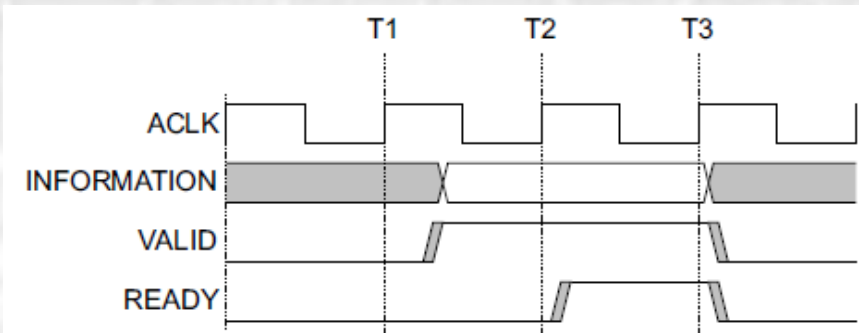 T1 T2 T3
ACLK
INFORMATION
VALID
READY